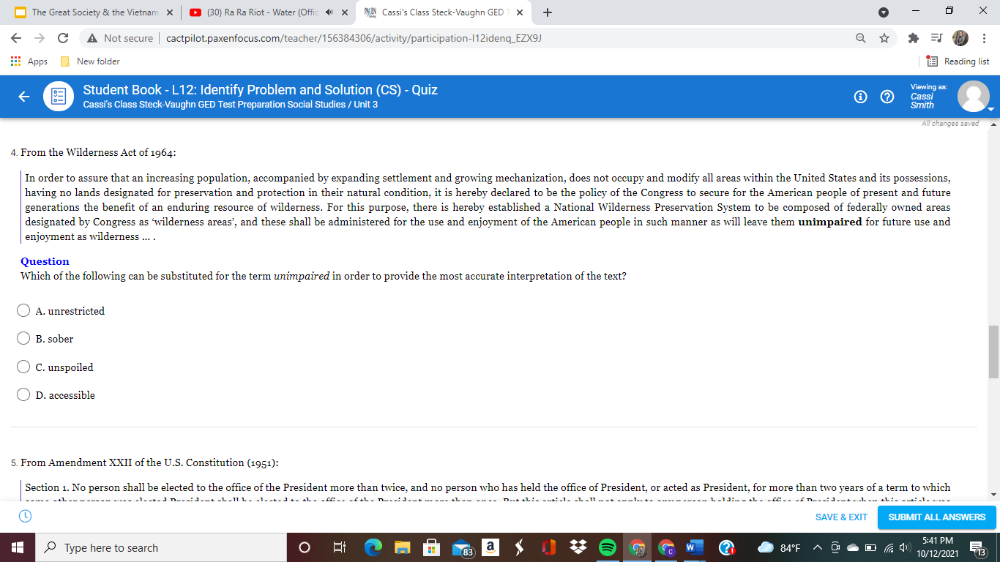 The Great Society & the Vietnam
(30) Ra Ra Riot - Water (Offic
PAXEN
Cassi's Class Steck-Vaughn GED T
Not secure
cactpilot.paxenfocus.com/teacher/156384306/activity/participation-l12idenq_EZX9J
Apps
New folder
Reading list
Student Book - L12: Identify Problem and Solution (CS) - Quiz
Cassi's Class Steck-Vaughn GED Test Preparation Social Studies / Unit 3
Viewing as:
Cassi
Smith
All changes saved
4. From the Wilderness Act of 1964:
In order to assure that an increasing population, accompanied by expanding settlement and growing mechanization, does not occupy and modify all areas within the United States and its possessions,
having no lands designated for preservation and protection in their natural condition, it is hereby declared to be the policy of the Congress to secure for the American people of present and future
generations the benefit of an enduring resource of wilderness. For this purpose, there is hereby established a National Wilderness Preservation System to be composed of federally owned areas
designated by Congress as ‘wilderness areas’, and these shall be administered for the use and enjoyment of the American people in such manner as will leave them unimpaired for future use and
enjoyment as wilderness ... .
Question
Which of the following can be substituted for the term unimpaired in order to provide the most accurate interpretation of the text?
A. unrestricted
B. sober
C. unspoiled
D. accessible
5. From Amendment XXII of the U.S. Constitution (1951):
Section 1. No person shall be elected to the office of the President more than twice, and no person who has held the office of President, or acted as President, for more than two years of a term to which
SAVE & EXIT
SUBMIT ALL ANSWERS
Type here to search
83
a
C
W
84°F
5:41 PM
10/12/2021
13